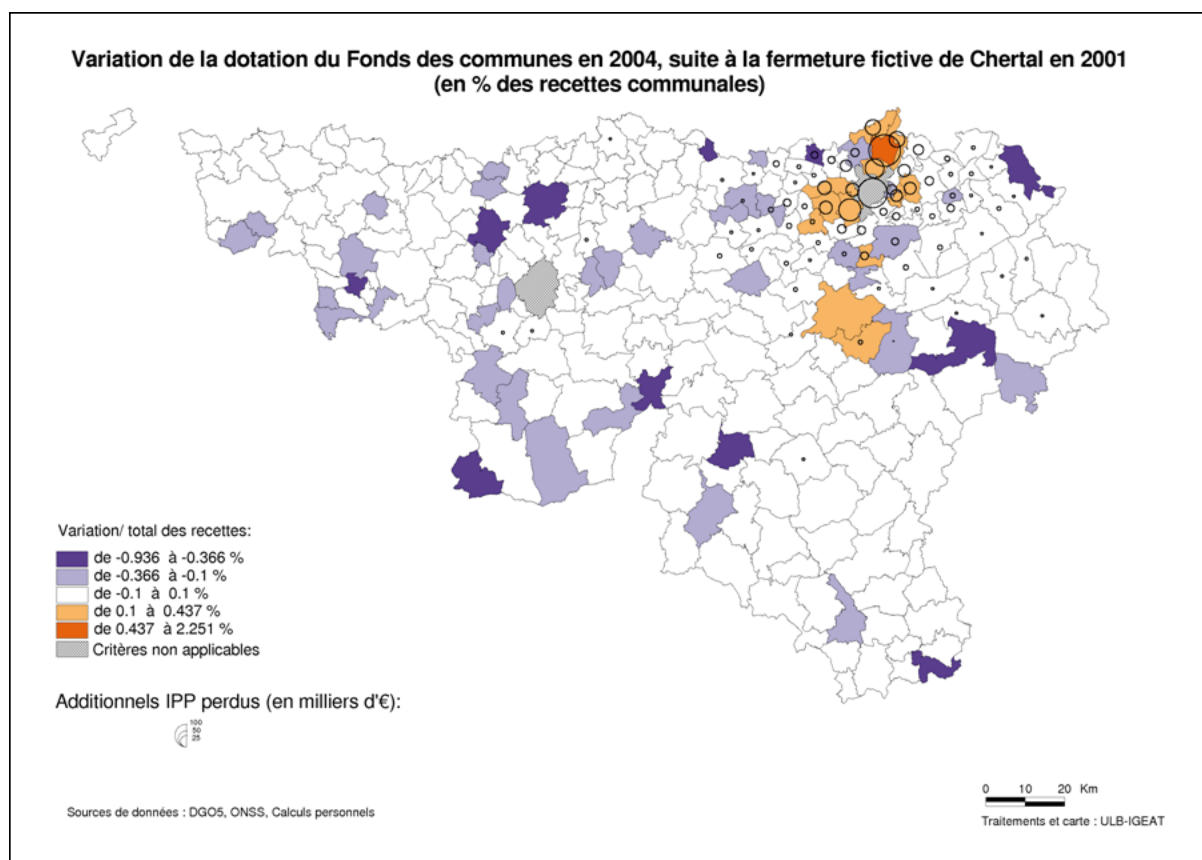 Variation de la dotation du Fonds des communes en 2004, suite à la fermeture fictive de Chertal en 2001
(en % des recettes communales)
Variation/ total des recettes:
de -0.936 à -0.366 %
de -0.366 à -0.1 %
de -0.1 à 0.1 %
de 0.1 à 0.437 %
de 0.437 à 2.251 %
Critères non applicables
Additionnels IPP perdus (en milliers d'€):
100
50
25
0 10 20 Km
Sources de données : DGO5, ONSS, Calculs personnels
Traitements et carte : ULB-IGEAT